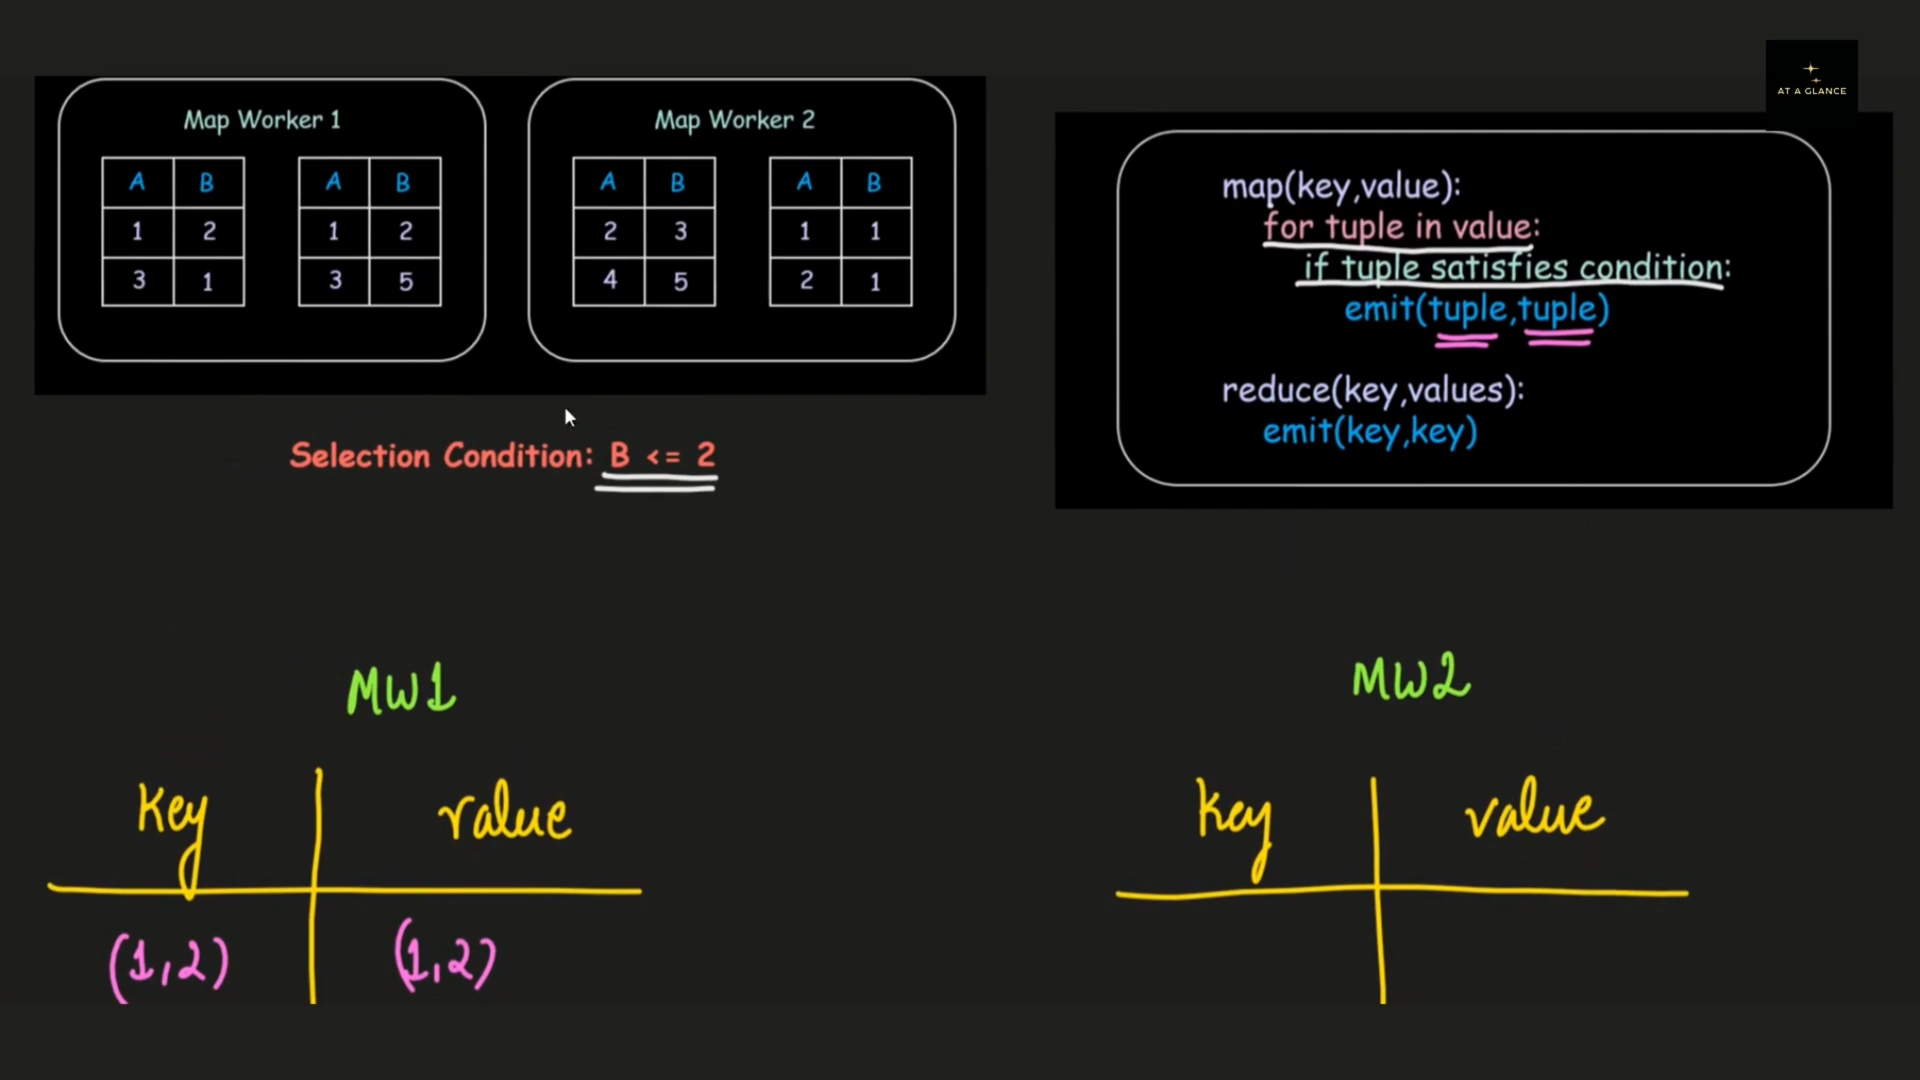 AT A GLANCE
Map Worker 1
A B A B
1 2 1 2
3 1 3 5
Map Worker 2
A B A B
2 3 1 1
4 5 2 1
Selection Condition: B <= 2
map(key,value):
for tuple in value:
if tuple satisfies condition:
emit(tuple,tuple)
reduce(key,values):
emit(key,key)
MW1
Key value
(1,2) (1,2)
MW2
Key value